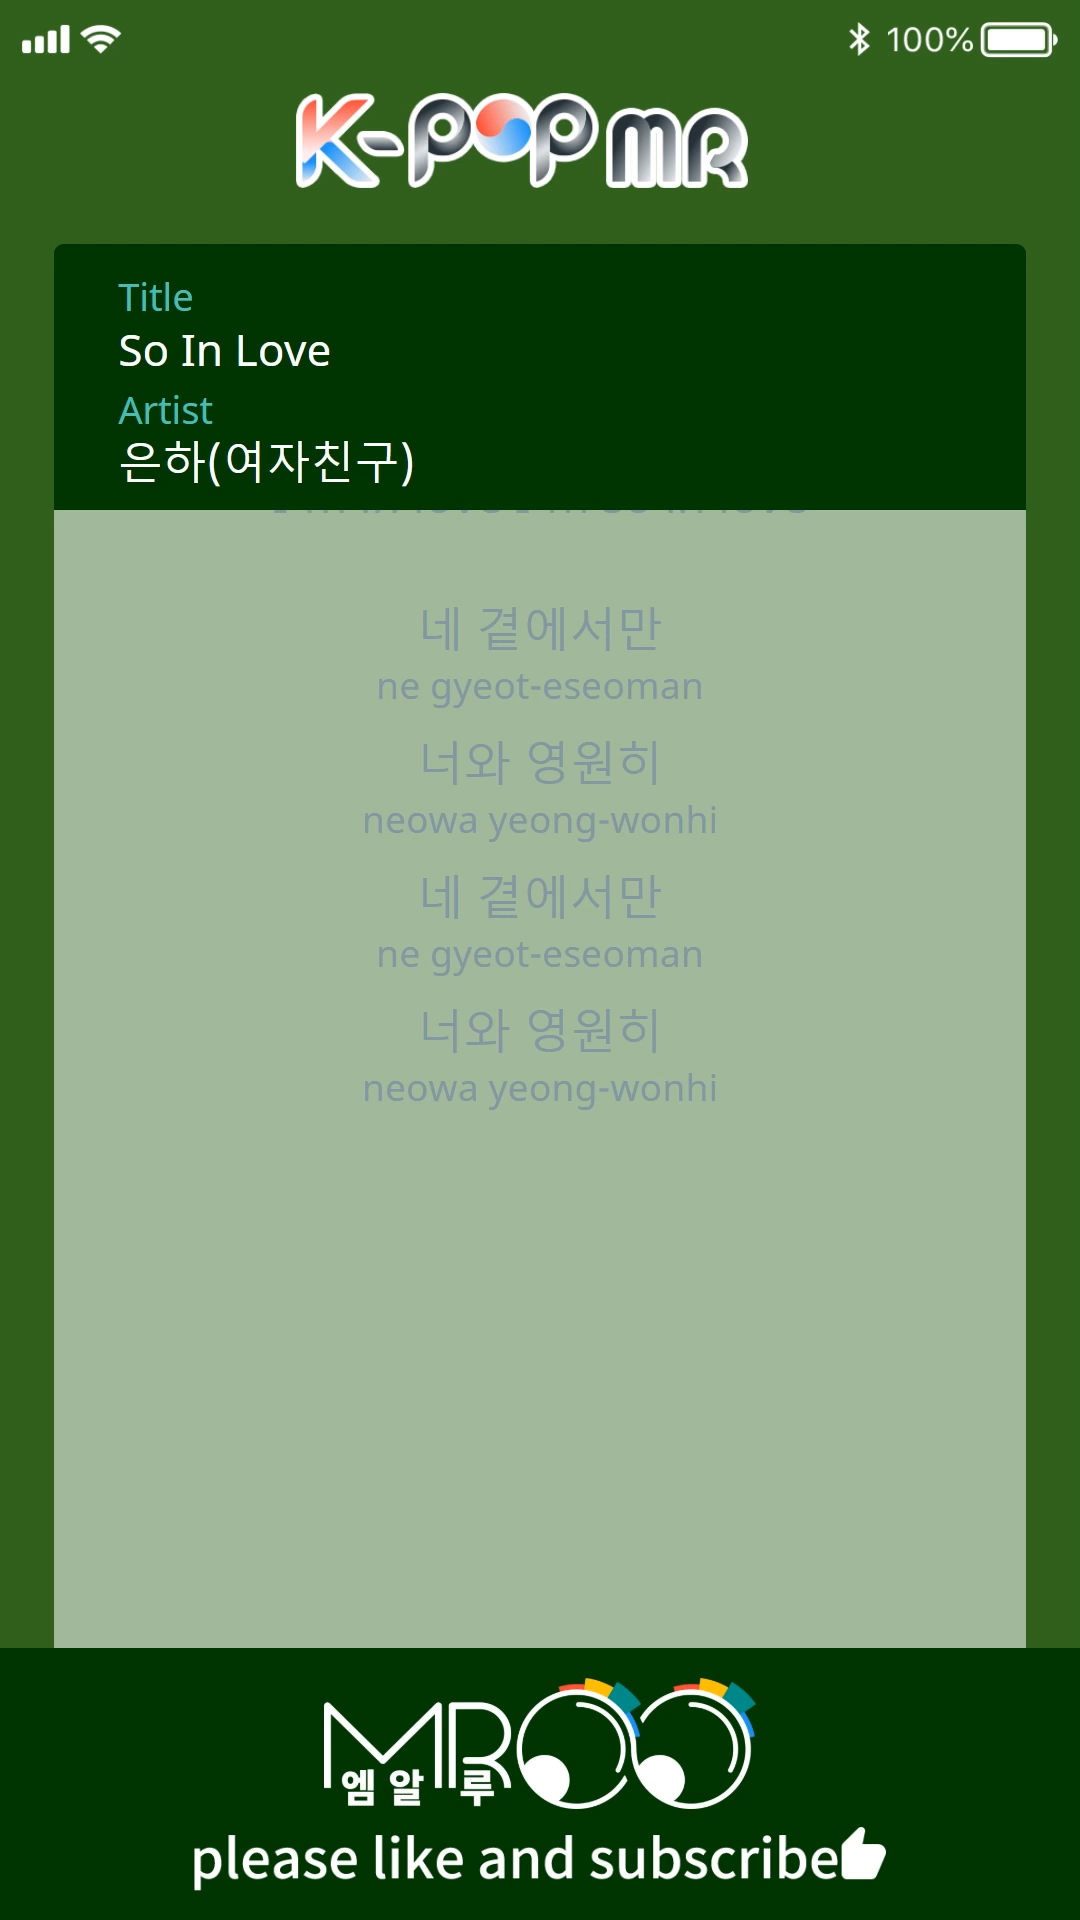 100%
K-POP MR
Title
So In Love
Artist
은하(여자친구)
네 곁에서만
ne gyeot-eseoman
너와 영원히
neowa yeong-wonhi
네 곁에서만
ne gyeot-eseoman
너와 영원히
neowa yeong-wonhi
MROO
엠알루
please like and subscribe